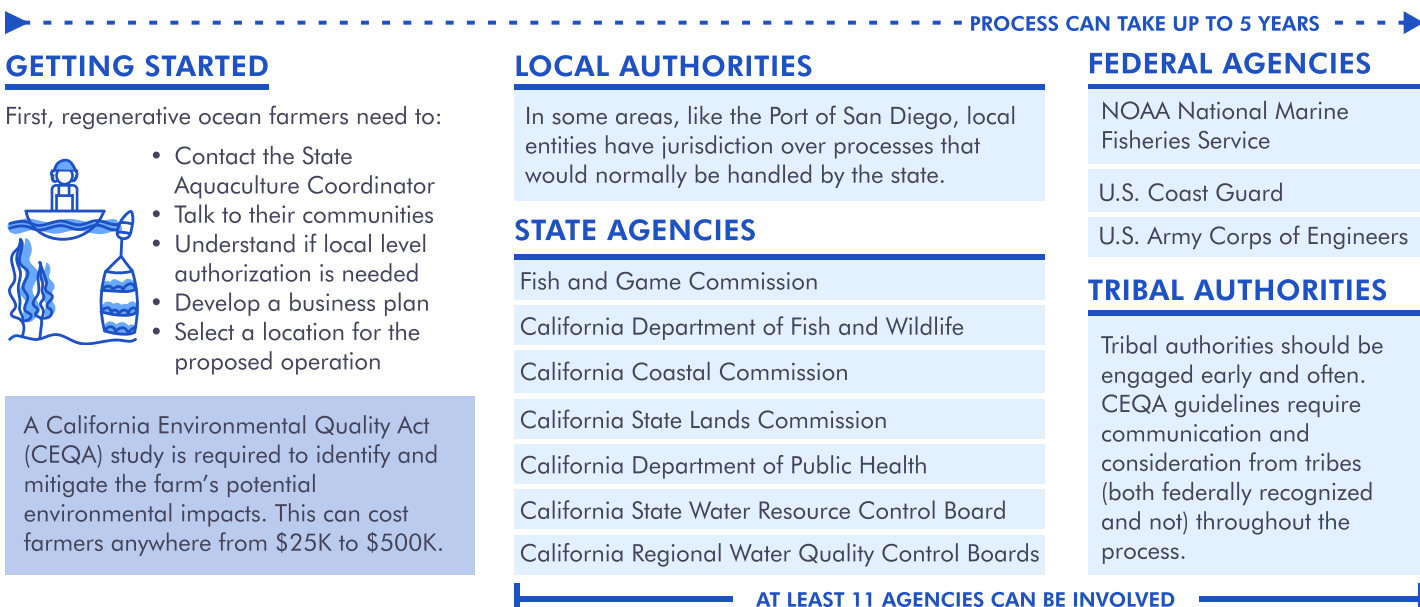 PROCESS CAN TAKE UP TO 5 YEARS
GETTING STARTED
First, regenerative ocean farmers need to:
• Contact the State
Aquaculture Coordinator
• Talk to their communities
• Understand if local level
authorization is needed
• Develop a business plan
• Select a location for the
proposed operation
A California Environmental Quality Act
(CEQA) study is required to identify and
mitigate the farm's potential
environmental impacts. This can cost
farmers anywhere from $25K to $500K.
LOCAL AUTHORITIES
In some areas, like the Port of San Diego, local
entities have jurisdiction over processes that
would normally be handled by the state.
STATE AGENCIES
Fish and Game Commission
California Department of Fish and Wildlife
California Coastal Commission
California State Lands Commission
California Department of Public Health
California State Water Resource Control Board
California Regional Water Quality Control Boards
FEDERAL AGENCIES
NOAA National Marine
Fisheries Service
U.S. Coast Guard
U.S. Army Corps of Engineers
TRIBAL AUTHORITIES
Tribal authorities should be
engaged early and often.
CEQA guidelines require
communication and
consideration from tribes
(both federally recognized
and not) throughout the
process.
AT LEAST 11 AGENCIES CAN BE INVOLVED